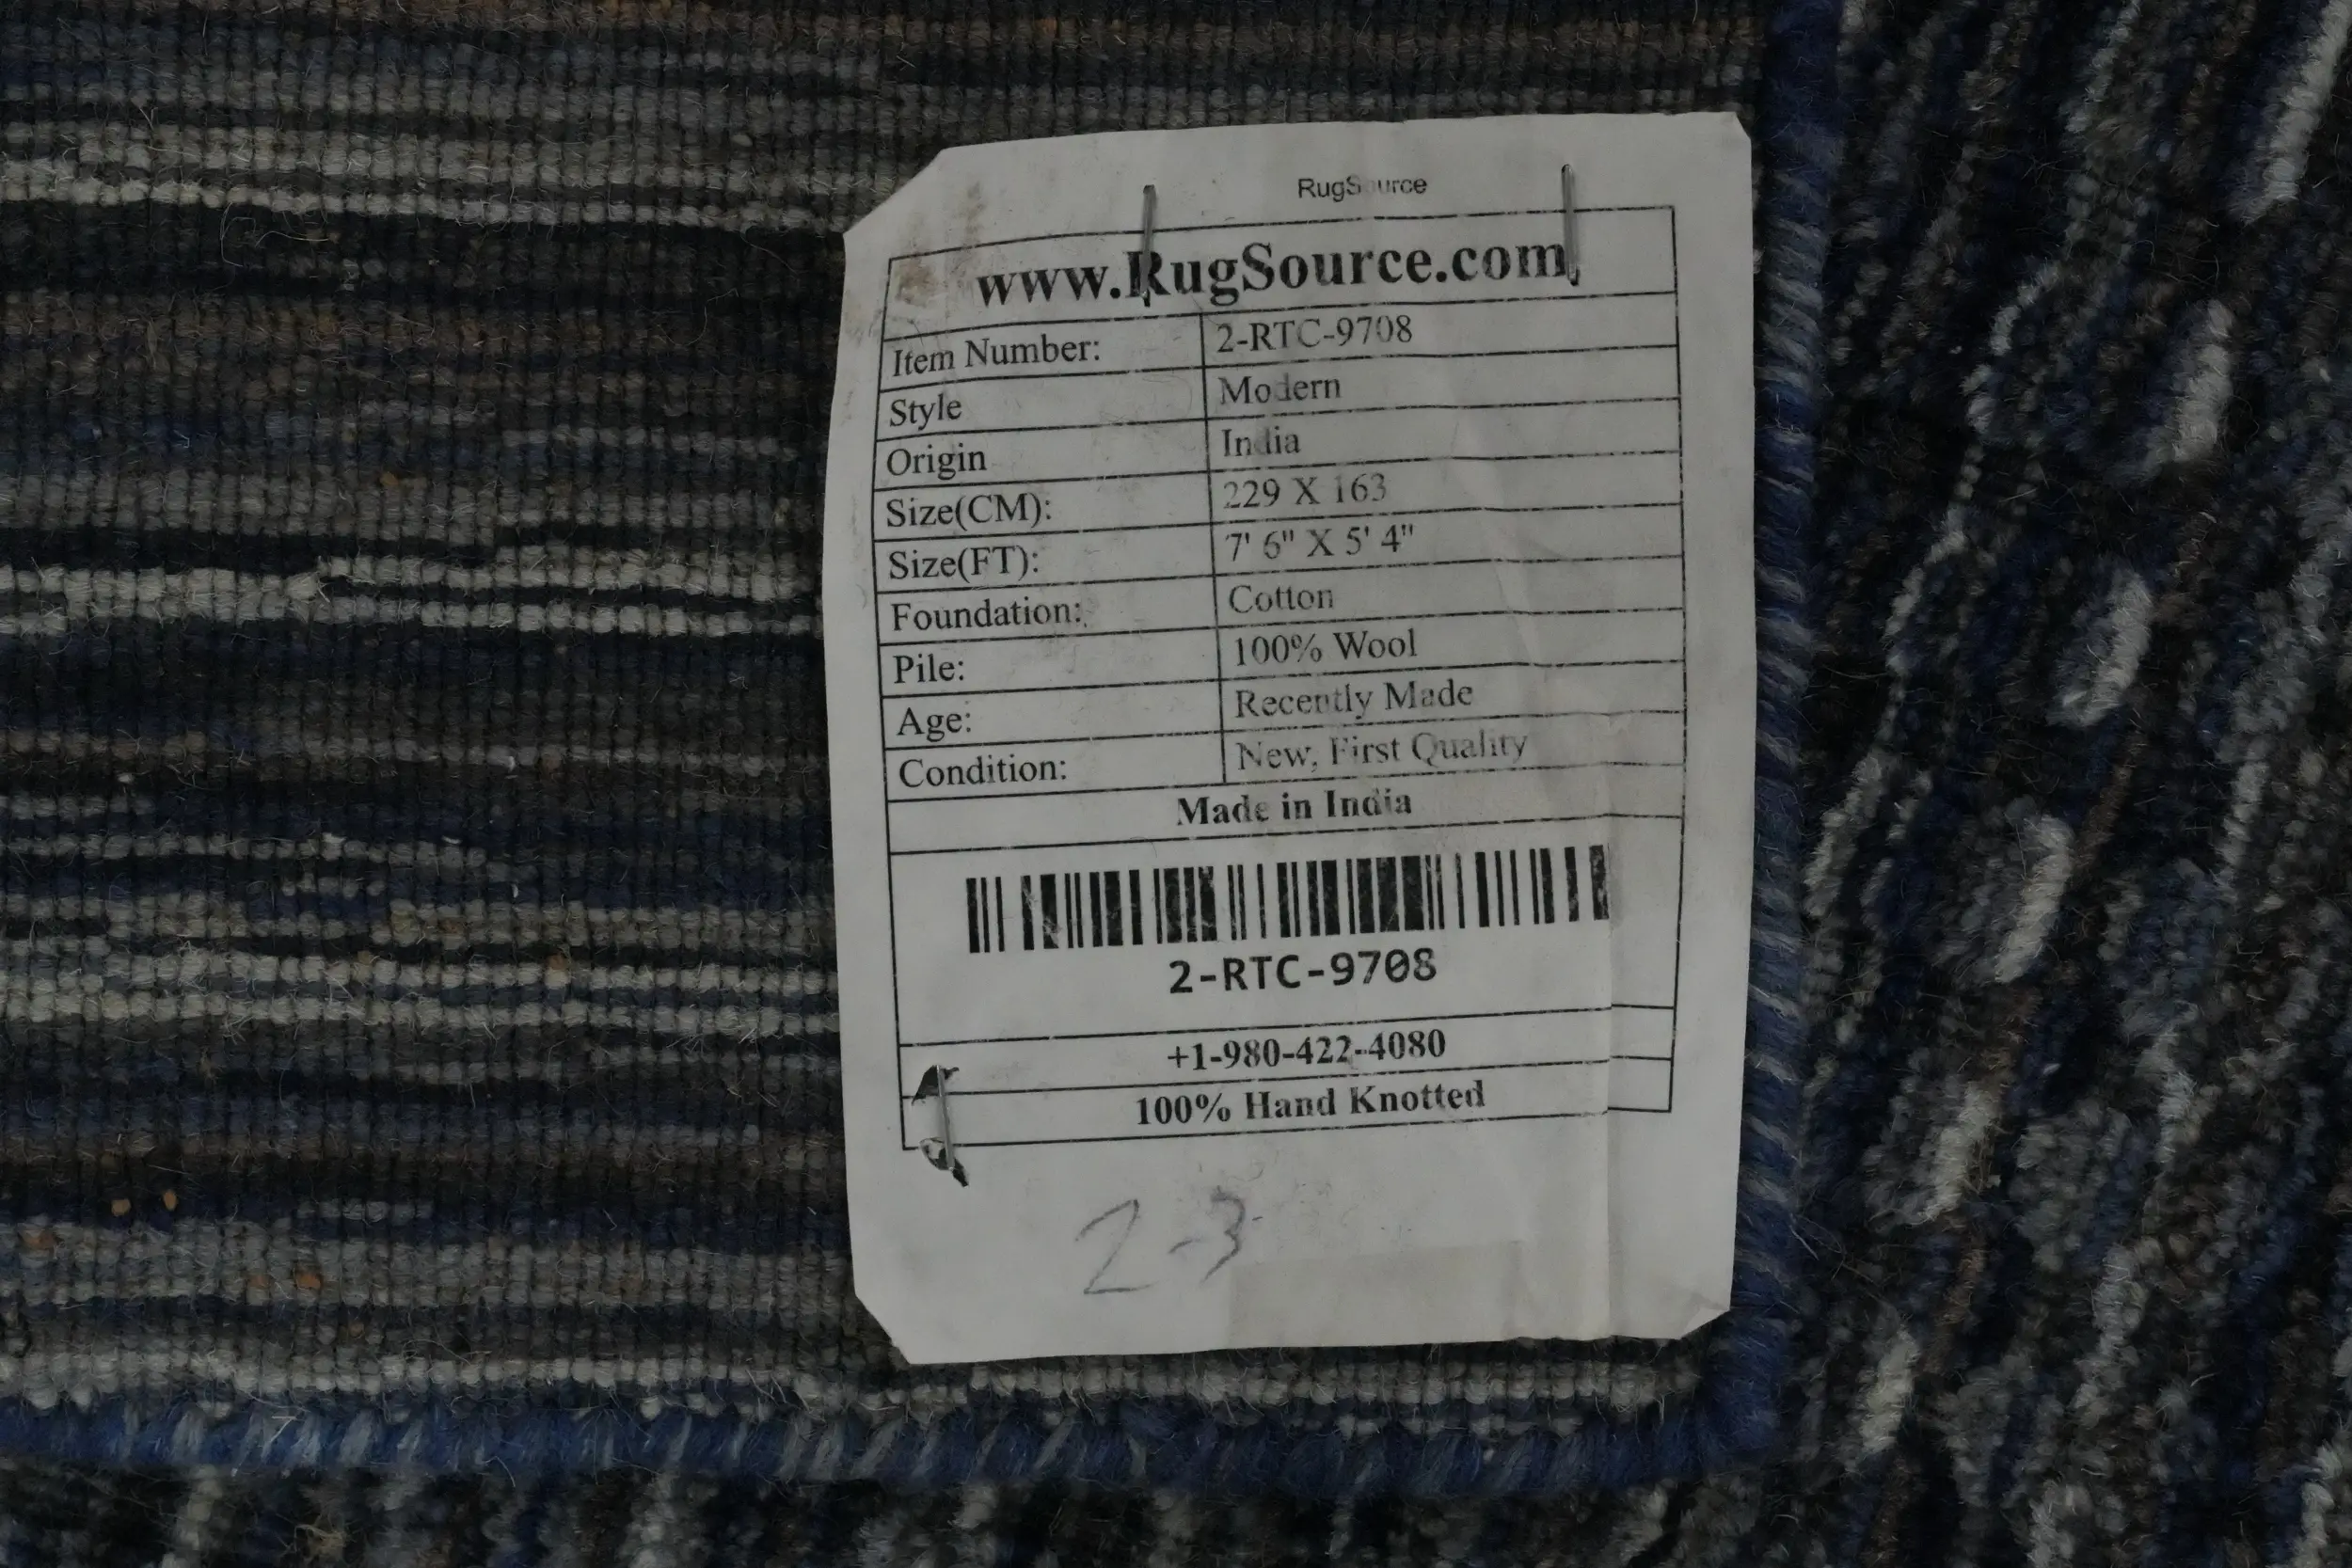 RugSource
www.RugSource.com
Item Number: 2-RTC-9708
Style Modern
Origin India
Size(CM): 229 X 163
Size(FT): 7' 6" X 5' 4"
Foundation: Cotton
Pile: 100% Wool
Age: Recently Made
Condition: New, First Quality
Made in India
2-RTC-9708
+1-980-422-4080
100% Hand Knotted
2-3